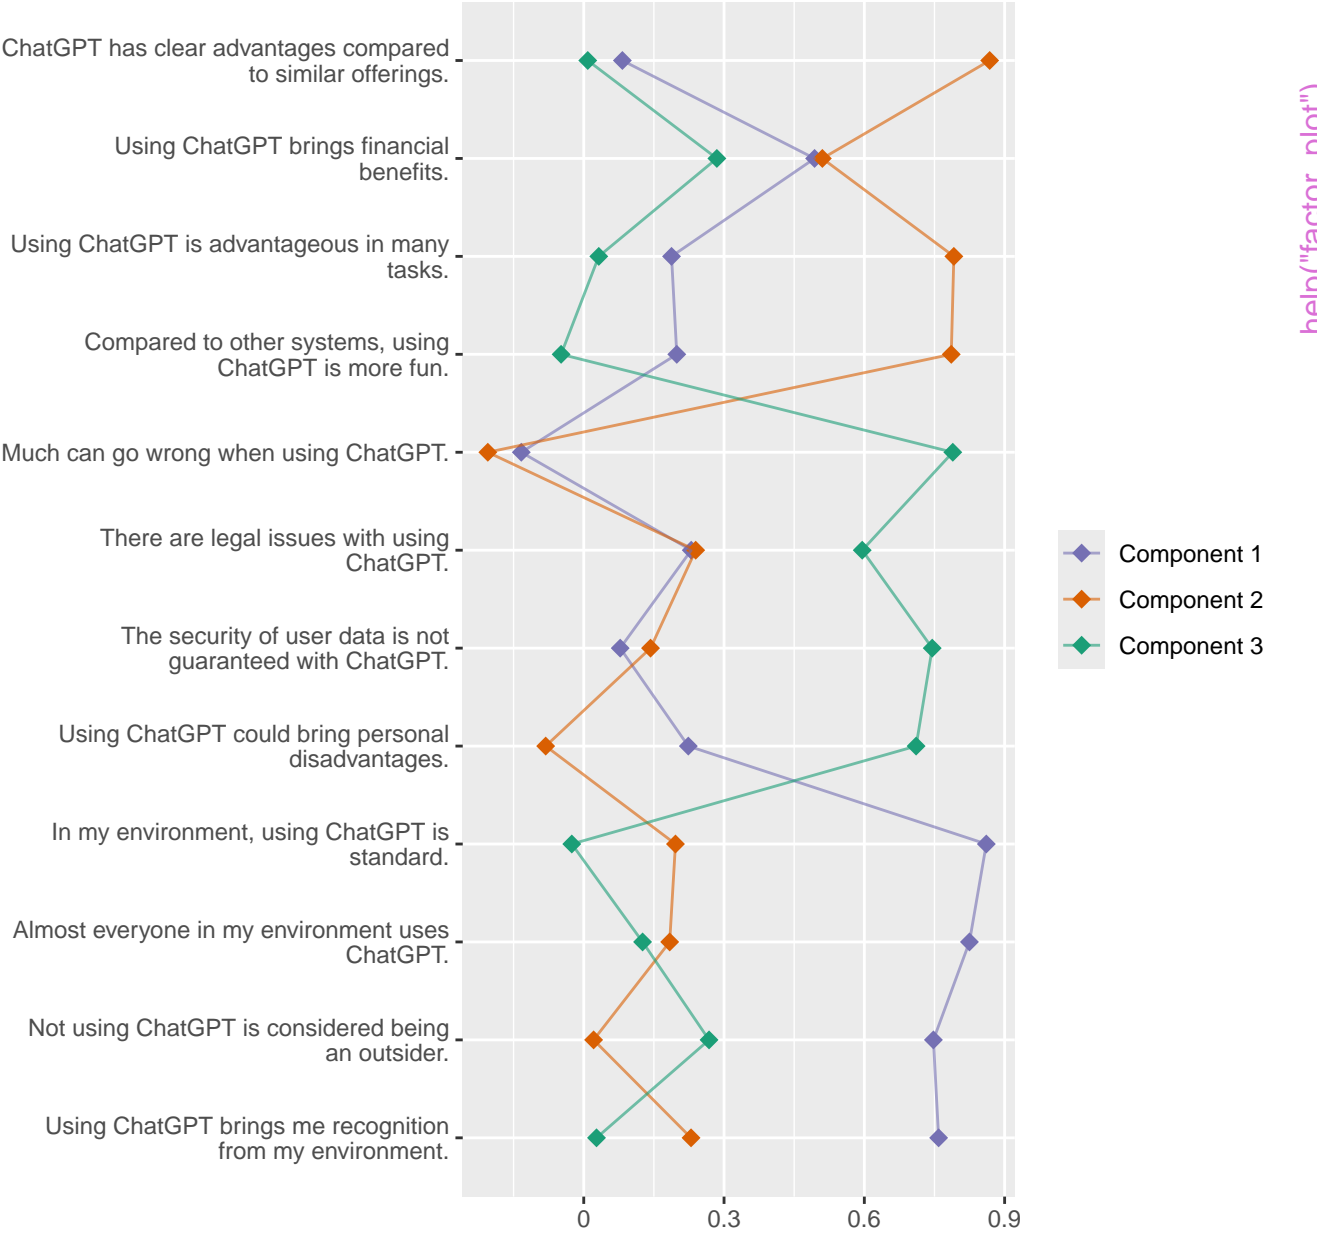 ChatGPT has clear advantages compared
to similar offerings.
Using ChatGPT brings financial
benefits.
Using ChatGPT is advantageous in many
tasks.
Compared to other systems, using
ChatGPT is more fun.
Much can go wrong when using ChatGPT.
There are legal issues with using
ChatGPT.
The security of user data is not
guaranteed with ChatGPT.
Using ChatGPT could bring personal
disadvantages.
In my environment, using ChatGPT is
standard.
Almost everyone in my environment uses
ChatGPT.
Not using ChatGPT is considered being
an outsider.
Using ChatGPT brings me recognition
from my environment.
0 0.3 0.6 0.9
Component 1
Component 2
Component 3
help("factor_plot")